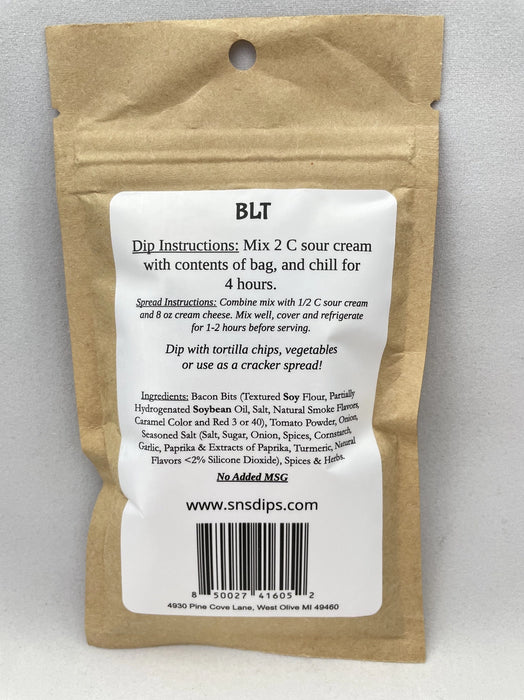 BLT
Dip Instructions: Mix 2 C sour cream
with contents of bag, and chill for
4 hours.
Spread Instructions: Combine mix with 1/2 C sour cream
and 8 oz cream cheese. Mix well, cover and refrigerate
for 1-2 hours before serving.
Dip with tortilla chips, vegetables
or use as a cracker spread!
Ingredients: Bacon Bits (Textured Soy Flour, Partially
Hydrogenated Soybean Oil, Salt, Natural Smoke Flavors,
Caramel Color and Red 3 or 40), Tomato Powder, Onion,
Seasoned Salt (Salt, Sugar, Onion, Spices, Cornstarch,
Garlic, Paprika & Extracts of Paprika, Turmeric, Natural
Flavors <2% Silicone Dioxide), Spices & Herbs.
No Added MSG
www.snsdips.com
8 50027 41605 2
4930 Pine Cove Lane, West Olive MI 49460